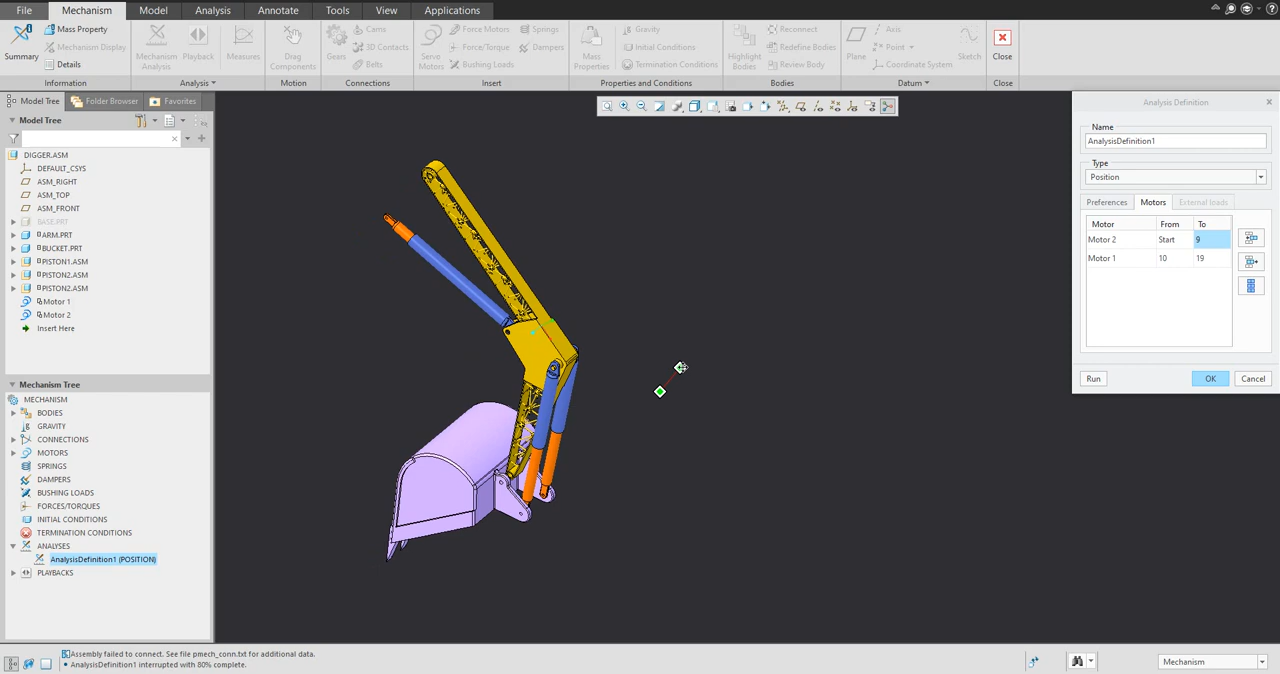 File Mechanism Model Analysis Annotate Tools View Applications
Summary
Mass Property
Mechanism Display
Details
Information
Mechanism Analysis
Playback
Measures
Analysis
Drag Components
Motion
Gears
Cams
3D Contacts
Belts
Connections
Servo Motors
Force Motors
Force/Torque
Bushing Loads
Springs
Dampers
Insert
Mass Properties
Gravity
Initial Conditions
Termination Conditions
Properties and Conditions
Highlight Bodies
Reconnect
Redefine Bodies
Review Body
Bodies
Plane
Axis
Point
Coordinate System
Sketch
Datum
Close
Close
Model Tree Folder Browser Favorites
Model Tree
DIGGER.ASM
DEFAULT_CSYS
ASM_RIGHT
ASM_TOP
ASM_FRONT
BASE.PRT
ARM.PRT
BUCKET.PRT
PISTON1.ASM
PISTON2.ASM
PISTON2.ASM
Motor 1
Motor 2
Insert Here
Mechanism Tree
MECHANISM
BODIES
GRAVITY
CONNECTIONS
MOTORS
SPRINGS
DAMPERS
BUSHING LOADS
FORCES/TORQUES
INITIAL CONDITIONS
TERMINATION CONDITIONS
ANALYSES
AnalysisDefinition1 (POSITION)
PLAYBACKS
Analysis Definition
Name
AnalysisDefinition1
Type
Position
Preferences Motors External loads
Motor From To
Motor 2 Start 9
Motor 1 10 19
Run OK Cancel
Assembly failed to connect. See file pmech_conn.txt for additional data.
• AnalysisDefinition1 interrupted with 80% complete.
Mechanism